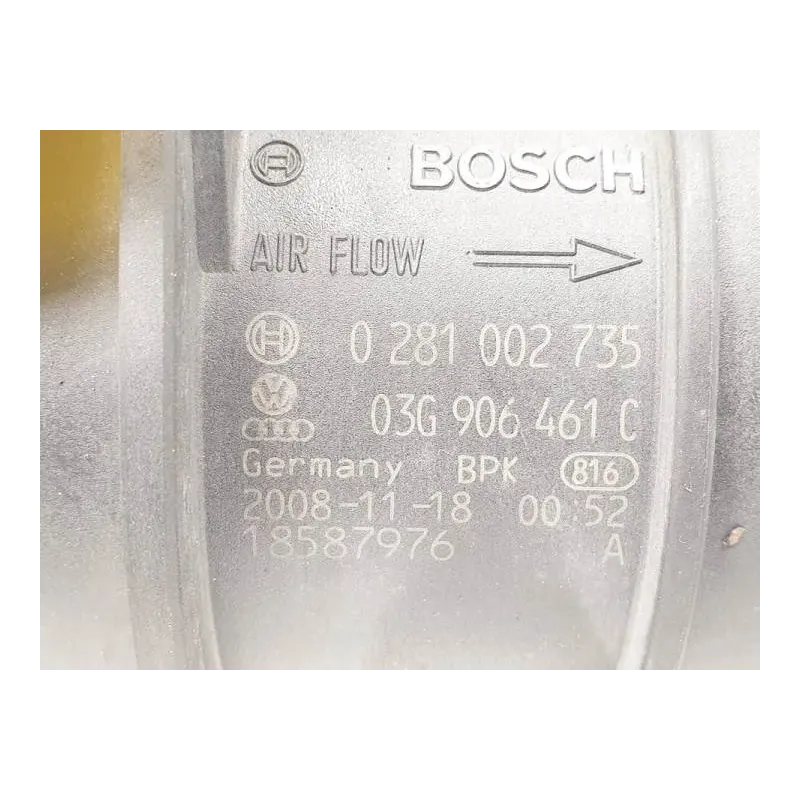 BOSCH
AIR FLOW
0 281 002 735
03G 906 461 C
Germany BPK 816
2008-11-18 00:52
18587976 A